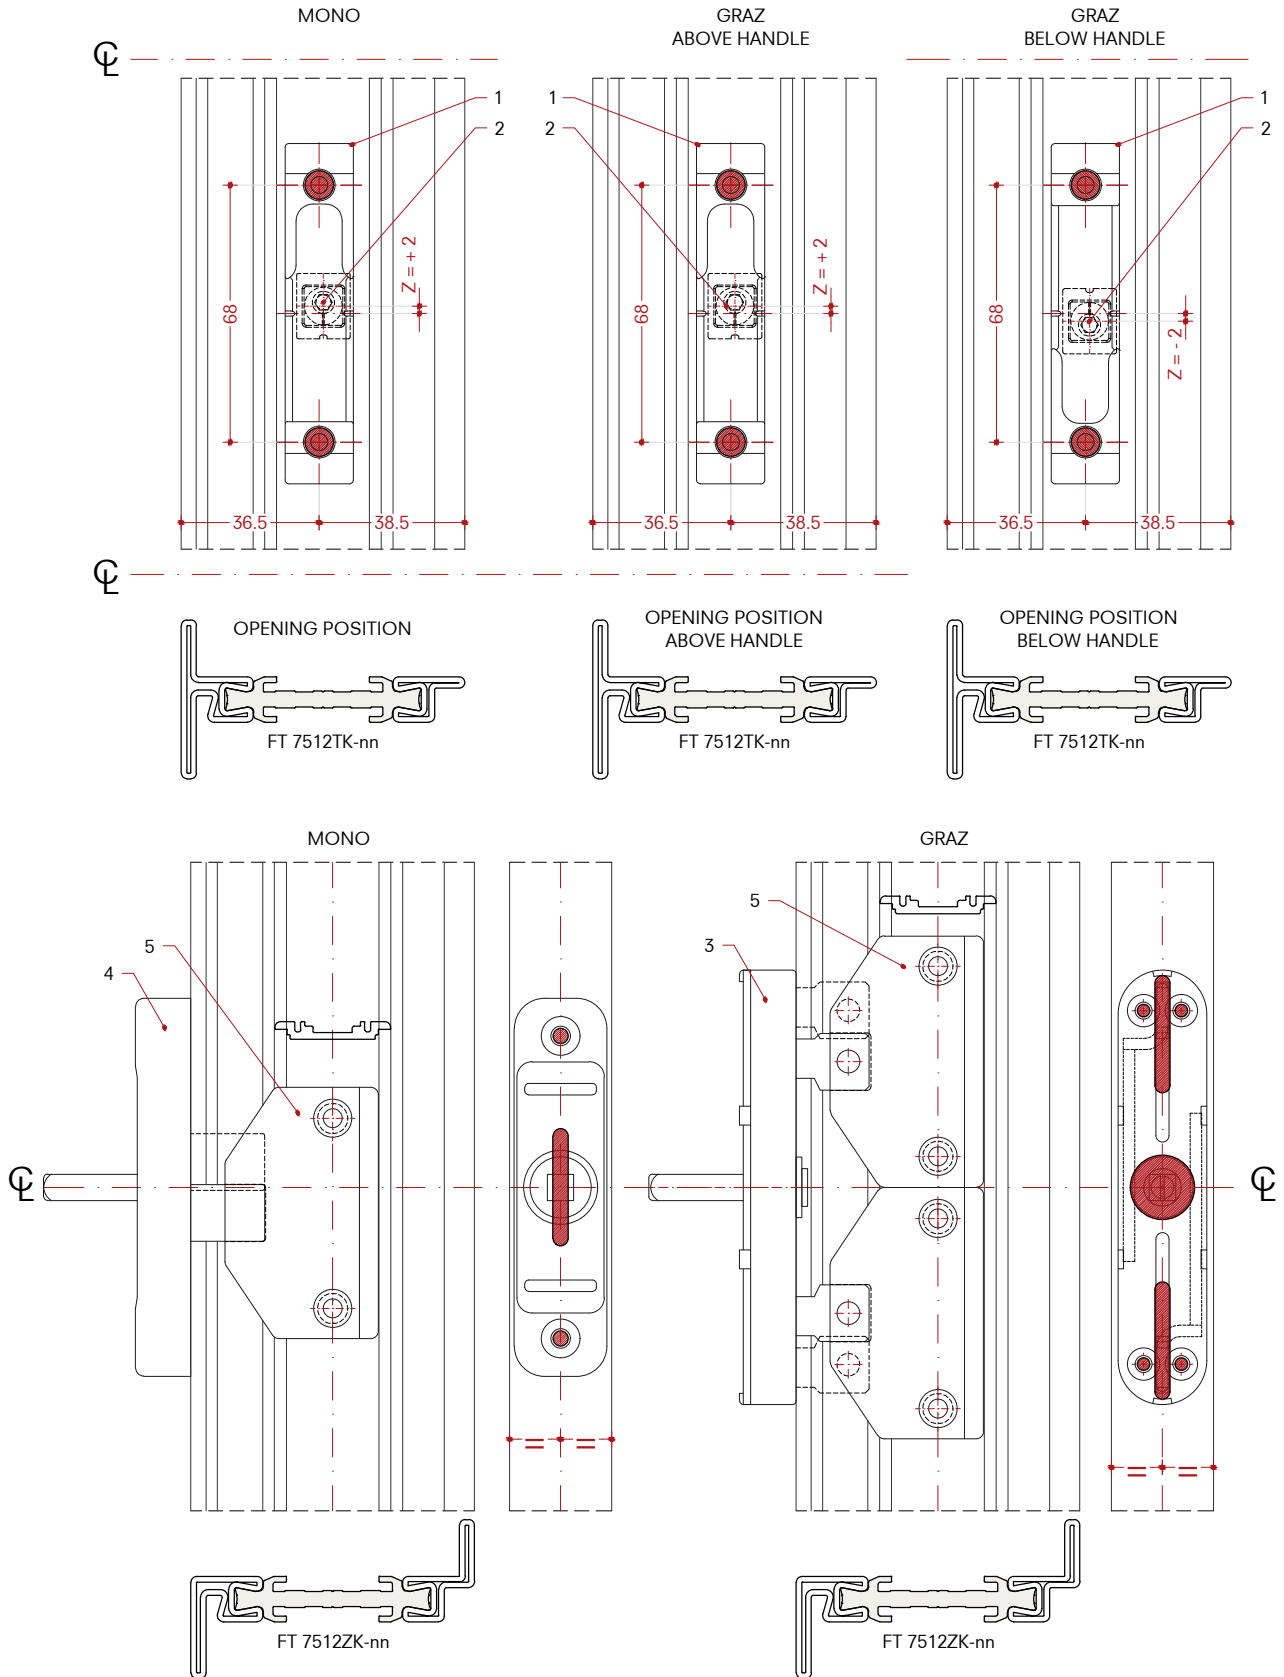 MONO
GRAZ
ABOVE HANDLE
GRAZ
BELOW HANDLE
℄
1
2
1
2
1
2
68
Z = + 2
68
Z = + 2
68
Z = - 2
36.5
38.5
36.5
38.5
36.5
38.5
℄
OPENING POSITION
OPENING POSITION
ABOVE HANDLE
OPENING POSITION
BELOW HANDLE
FT 7512TK-nn
FT 7512TK-nn
FT 7512TK-nn
MONO
GRAZ
5
4
5
3
℄
℄
=
=
=
=
FT 7512ZK-nn
FT 7512ZK-nn